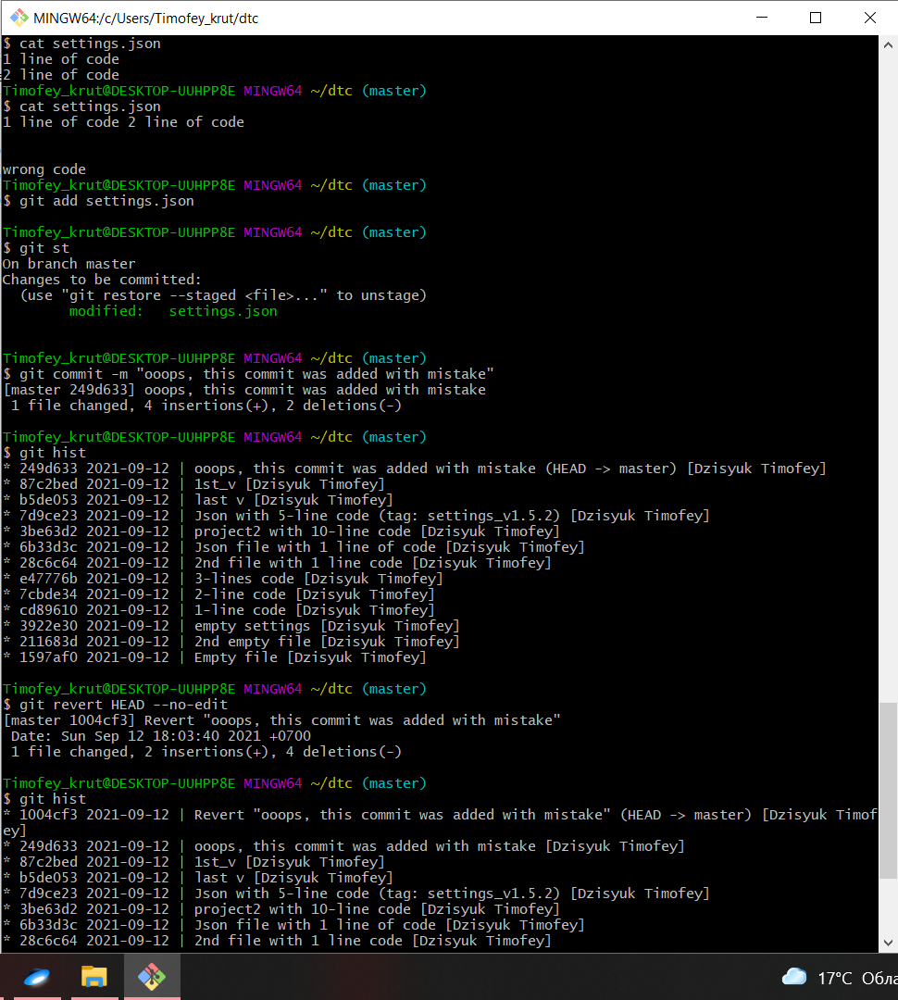 MINGW64:/c/Users/Timofey_krut/dtc
$ cat settings.json
1 line of code
2 line of code
Timofey_krut@DESKTOP-UUHPP8E MINGW64 ~/dtc (master)
$ cat settings.json
1 line of code 2 line of code
wrong code
Timofey_krut@DESKTOP-UUHPP8E MINGW64 ~/dtc (master)
$ git add settings.json
Timofey_krut@DESKTOP-UUHPP8E MINGW64 ~/dtc (master)
$ git st
On branch master
Changes to be committed:
  (use "git restore --staged <file>..." to unstage)
        modified:   settings.json
Timofey_krut@DESKTOP-UUHPP8E MINGW64 ~/dtc (master)
$ git commit -m "ooops, this commit was added with mistake"
[master 249d633] ooops, this commit was added with mistake
 1 file changed, 4 insertions(+), 2 deletions(-)
Timofey_krut@DESKTOP-UUHPP8E MINGW64 ~/dtc (master)
$ git hist
* 249d633 2021-09-12 | ooops, this commit was added with mistake (HEAD -> master) [Dzisyuk Timofey]
* 87c2bed 2021-09-12 | 1st_v [Dzisyuk Timofey]
* b5de053 2021-09-12 | last v [Dzisyuk Timofey]
* 7d9ce23 2021-09-12 | Json with 5-line code (tag: settings_v1.5.2) [Dzisyuk Timofey]
* 3be63d2 2021-09-12 | project2 with 10-line code [Dzisyuk Timofey]
* 6b33d3c 2021-09-12 | Json file with 1 line of code [Dzisyuk Timofey]
* 28c6c64 2021-09-12 | 2nd file with 1 line code [Dzisyuk Timofey]
* e47776b 2021-09-12 | 3-lines code [Dzisyuk Timofey]
* 7cbde34 2021-09-12 | 2-line code [Dzisyuk Timofey]
* cd89610 2021-09-12 | 1-line code [Dzisyuk Timofey]
* 3922e30 2021-09-12 | empty settings [Dzisyuk Timofey]
* 211683d 2021-09-12 | 2nd empty file [Dzisyuk Timofey]
* 1597af0 2021-09-12 | Empty file [Dzisyuk Timofey]
Timofey_krut@DESKTOP-UUHPP8E MINGW64 ~/dtc (master)
$ git revert HEAD --no-edit
[master 1004cf3] Revert "ooops, this commit was added with mistake"
 Date: Sun Sep 12 18:03:40 2021 +0700
 1 file changed, 2 insertions(+), 4 deletions(-)
Timofey_krut@DESKTOP-UUHPP8E MINGW64 ~/dtc (master)
$ git hist
* 1004cf3 2021-09-12 | Revert "ooops, this commit was added with mistake" (HEAD -> master) [Dzisyuk Timof
ey]
* 249d633 2021-09-12 | ooops, this commit was added with mistake [Dzisyuk Timofey]
* 87c2bed 2021-09-12 | 1st_v [Dzisyuk Timofey]
* b5de053 2021-09-12 | last v [Dzisyuk Timofey]
* 7d9ce23 2021-09-12 | Json with 5-line code (tag: settings_v1.5.2) [Dzisyuk Timofey]
* 3be63d2 2021-09-12 | project2 with 10-line code [Dzisyuk Timofey]
* 6b33d3c 2021-09-12 | Json file with 1 line of code [Dzisyuk Timofey]
* 28c6c64 2021-09-12 | 2nd file with 1 line code [Dzisyuk Timofey]
17°C Обла